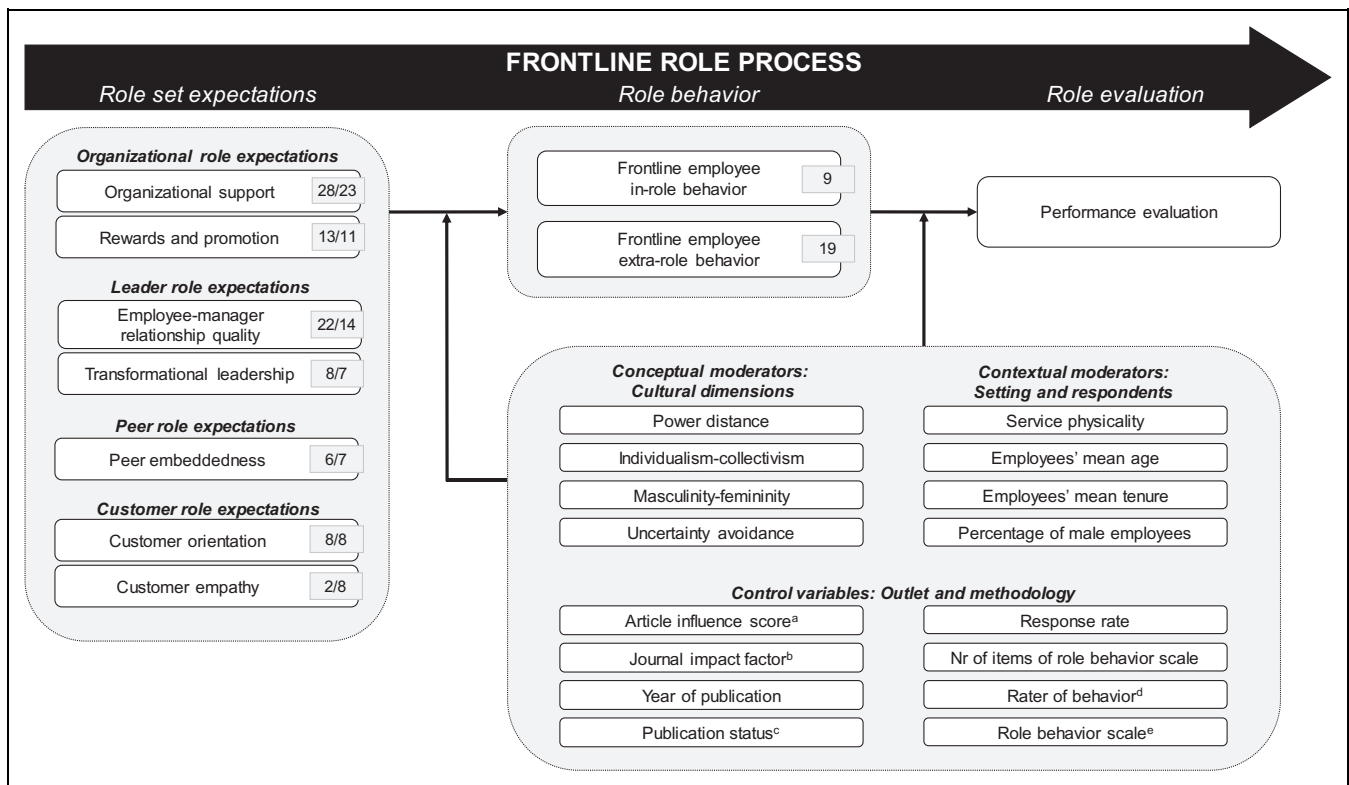 FRONTLINE ROLE PROCESS
Role set expectations
Role behavior
Role evaluation
Organizational role expectations
Organizational support
28/23
Rewards and promotion
13/11
Leader role expectations
Employee-manager
relationship quality
22/14
Transformational leadership
8/7
Peer role expectations
Peer embeddedness
6/7
Customer role expectations
Customer orientation
8/8
Customer empathy
2/8
Frontline employee
in-role behavior
9
Frontline employee
extra-role behavior
19
Performance evaluation
Conceptual moderators:
Cultural dimensions
Power distance
Individualism-collectivism
Masculinity-femininity
Uncertainty avoidance
Contextual moderators:
Setting and respondents
Service physicality
Employees’ mean age
Employees’ mean tenure
Percentage of male employees
Control variables: Outlet and methodology
Article influence scoreᵃ
Journal impact factorᵇ
Year of publication
Publication statusᶜ
Response rate
Nr of items of role behavior scale
Rater of behaviorᵈ
Role behavior scaleᵉ